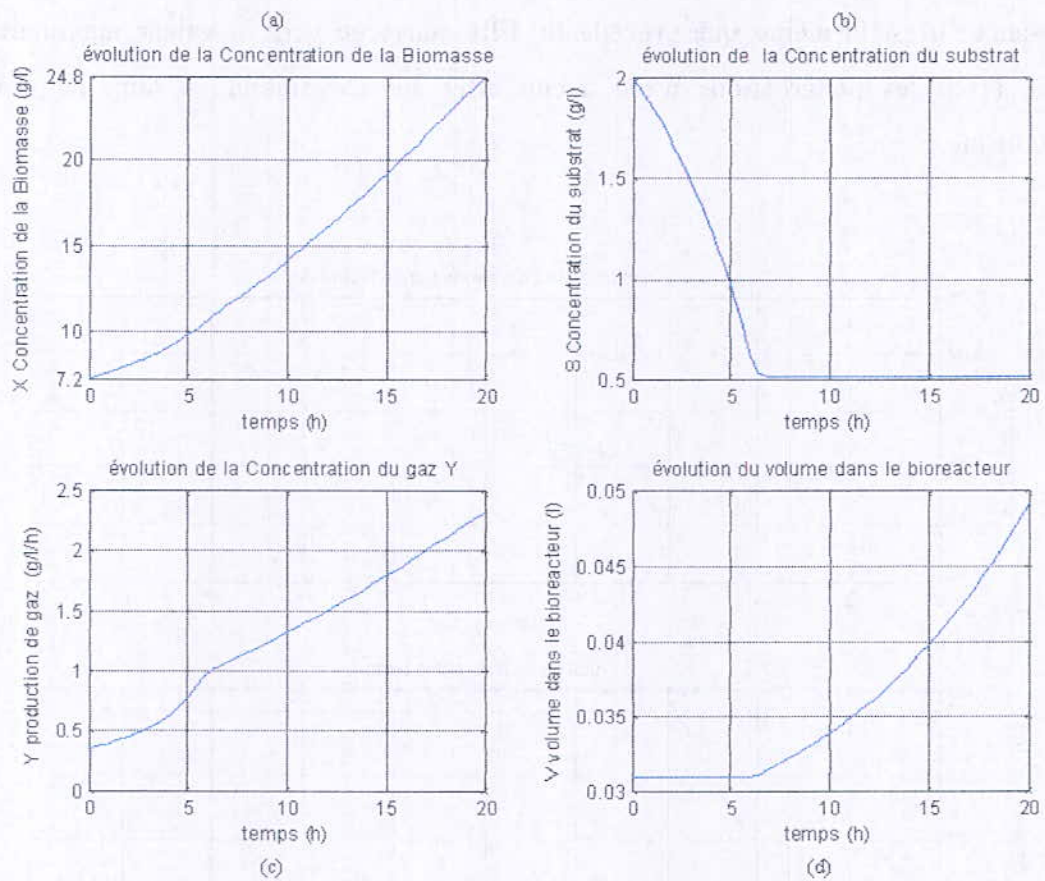 (a)
évolution de la Concentration de la Biomasse
X Concentration de la Biomasse (g/l)
24.8
20
15
10
7.2
0
5
10
15
20
temps (h)
(b)
évolution de la Concentration du substrat
S Concentration du substrat (g/l)
2
1.5
1
0.5
0
5
10
15
20
temps (h)
évolution de la Concentration du gaz Y
Y production de gaz (g/l/h)
2.5
2
1.5
1
0.5
0
0
5
10
15
20
temps (h)
(c)
évolution du volume dans le bioreacteur
V volume dans le bioreacteur (l)
0.05
0.045
0.04
0.035
0.03
0
5
10
15
20
temps (h)
(d)